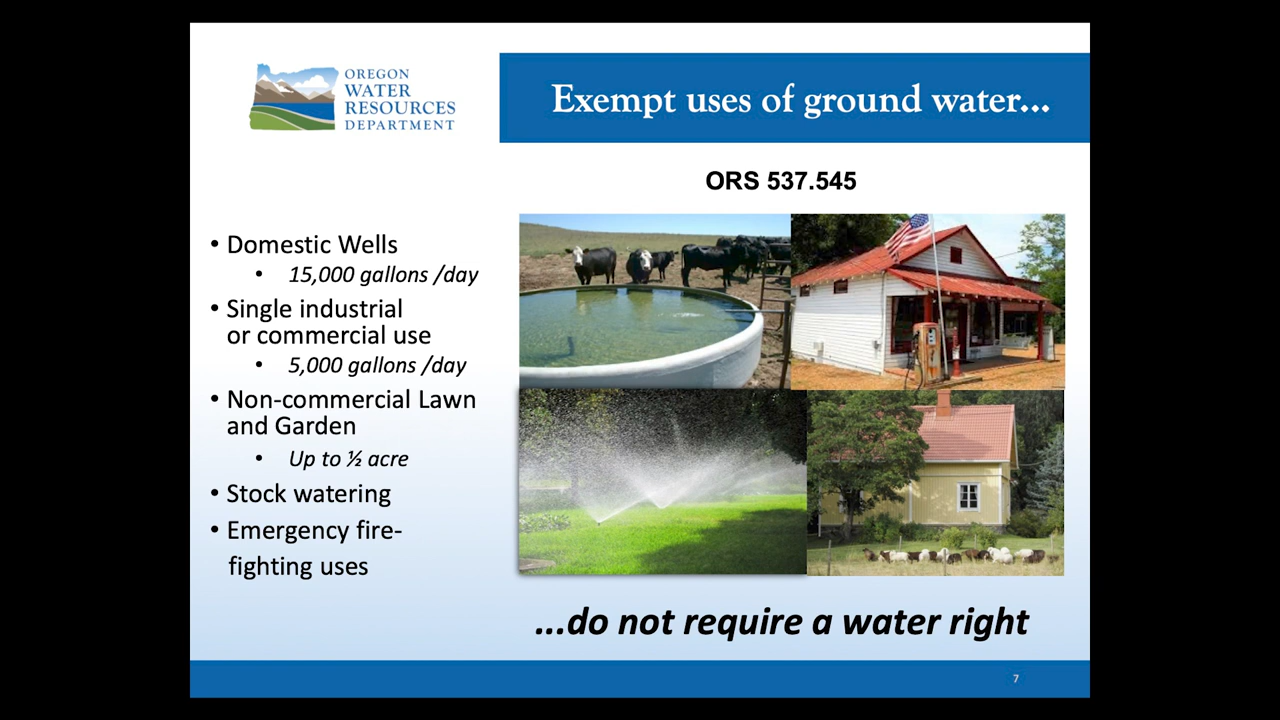 OREGON
WATER
RESOURCES
DEPARTMENT
Exempt uses of ground water...
ORS 537.545
• Domestic Wells
• 15,000 gallons /day
• Single industrial
or commercial use
• 5,000 gallons /day
• Non-commercial Lawn
and Garden
• Up to ½ acre
• Stock watering
• Emergency fire-
fighting uses
...do not require a water right
7